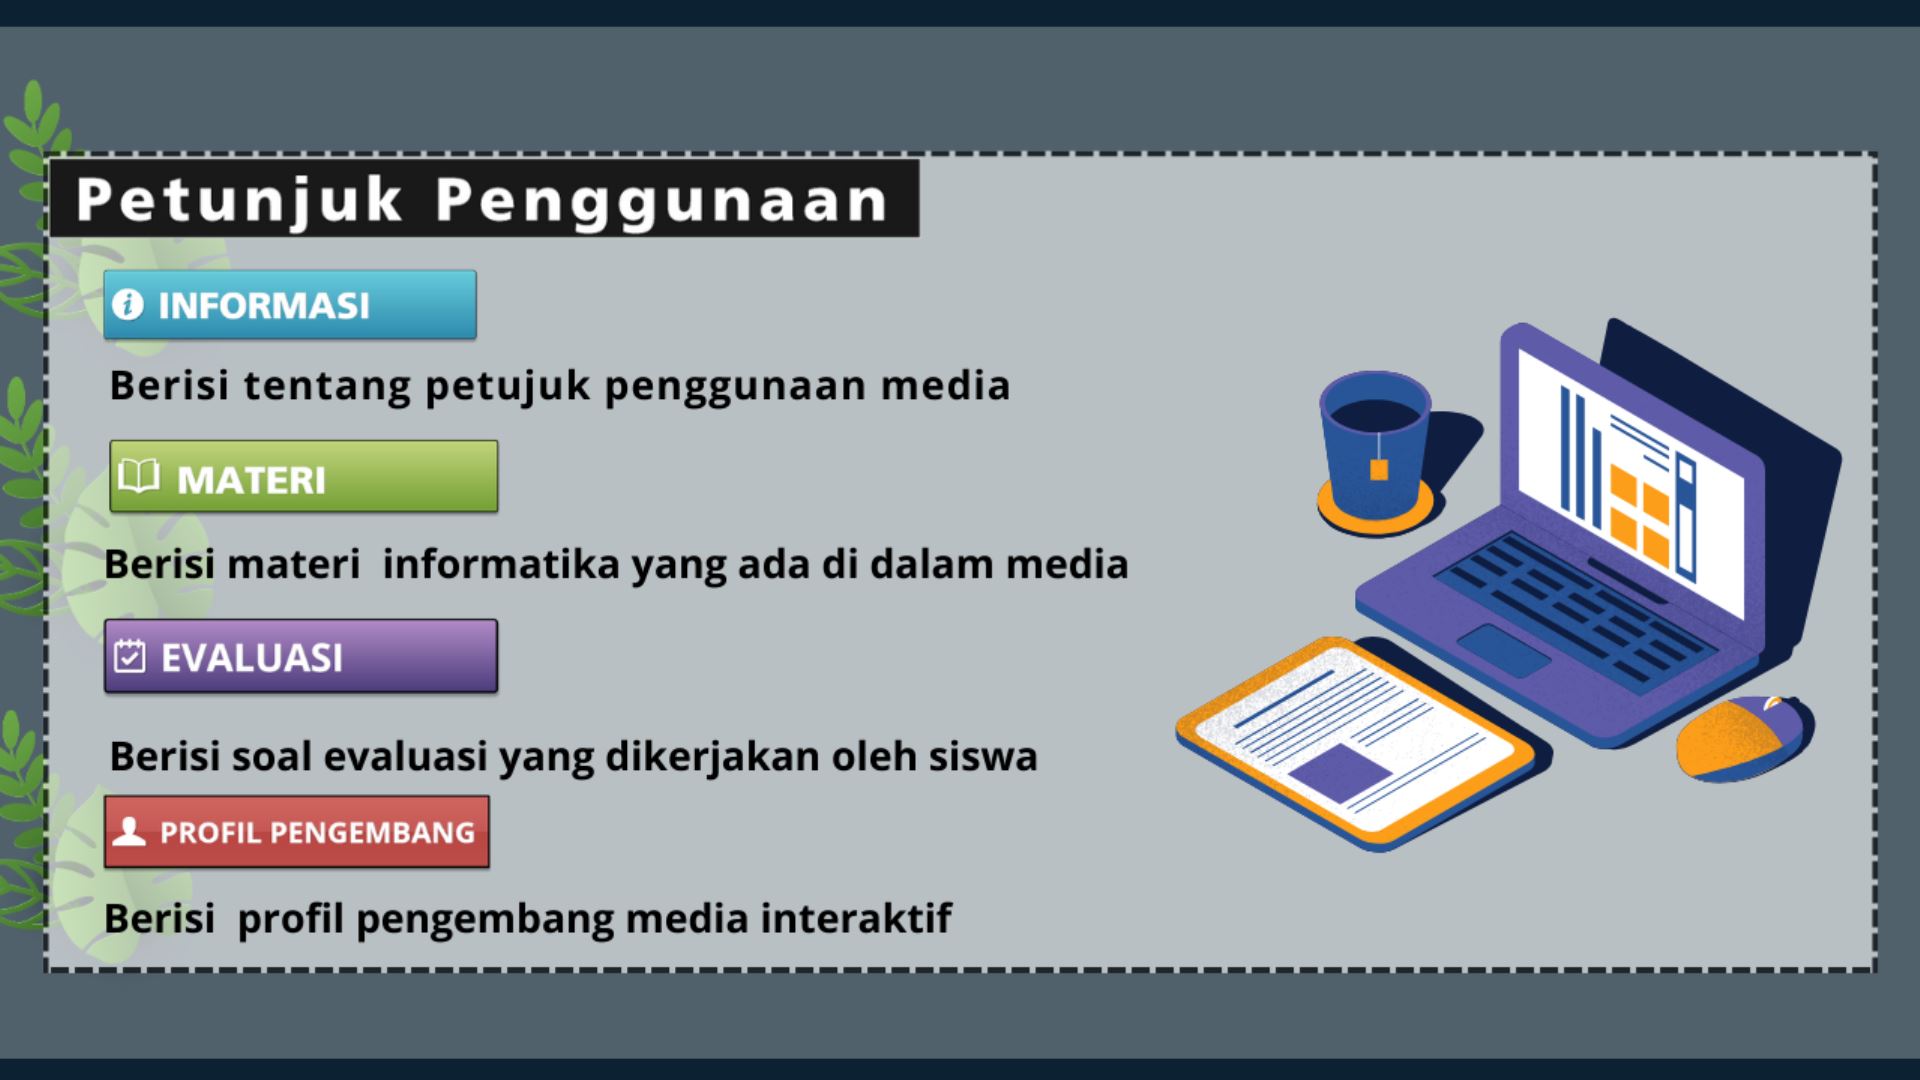 Petunjuk Penggunaan
INFORMASI
Berisi tentang petujuk penggunaan media
MATERI
Berisi materi  informatika yang ada di dalam media
EVALUASI
Berisi soal evaluasi yang dikerjakan oleh siswa
PROFIL PENGEMBANG
Berisi  profil pengembang media interaktif